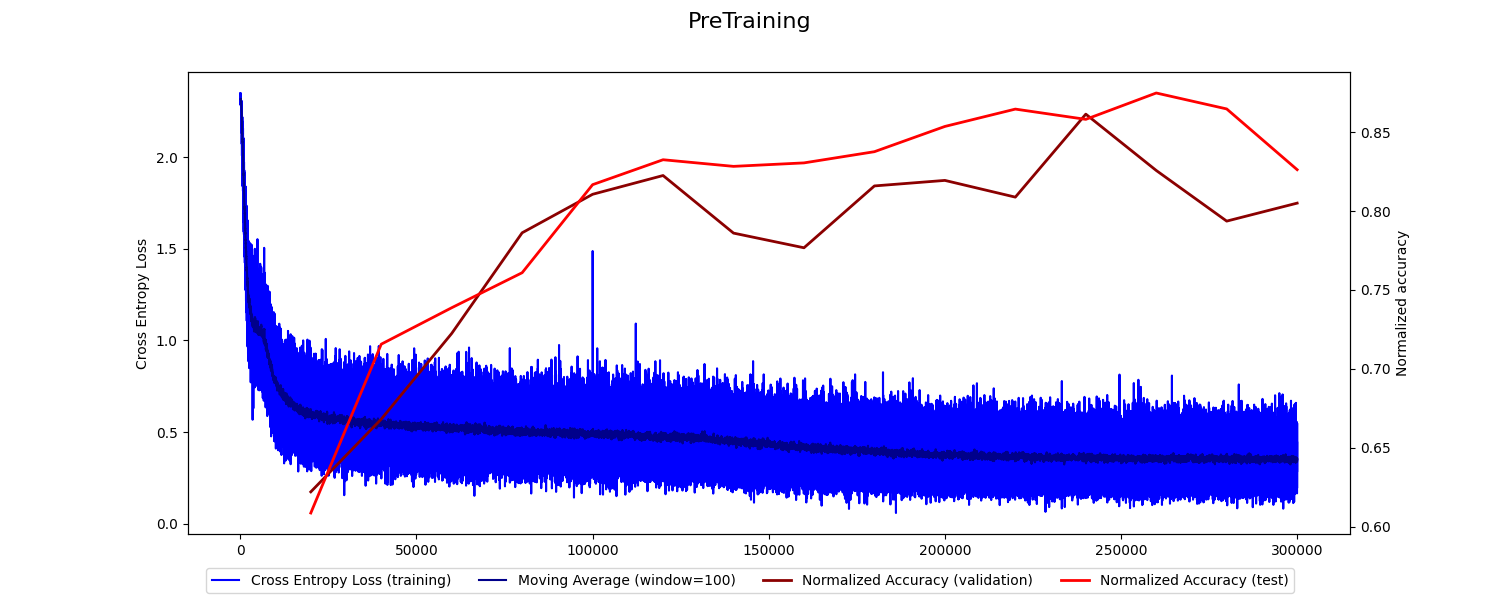 PreTraining
Cross Entropy Loss
2.0
1.5
1.0
0.5
0.0
0.85
0.80
0.75
0.70
0.65
0.60
Normalized accuracy
0 50000 100000 150000 200000 250000 300000
Cross Entropy Loss (training) Moving Average (window=100) Normalized Accuracy (validation) Normalized Accuracy (test)